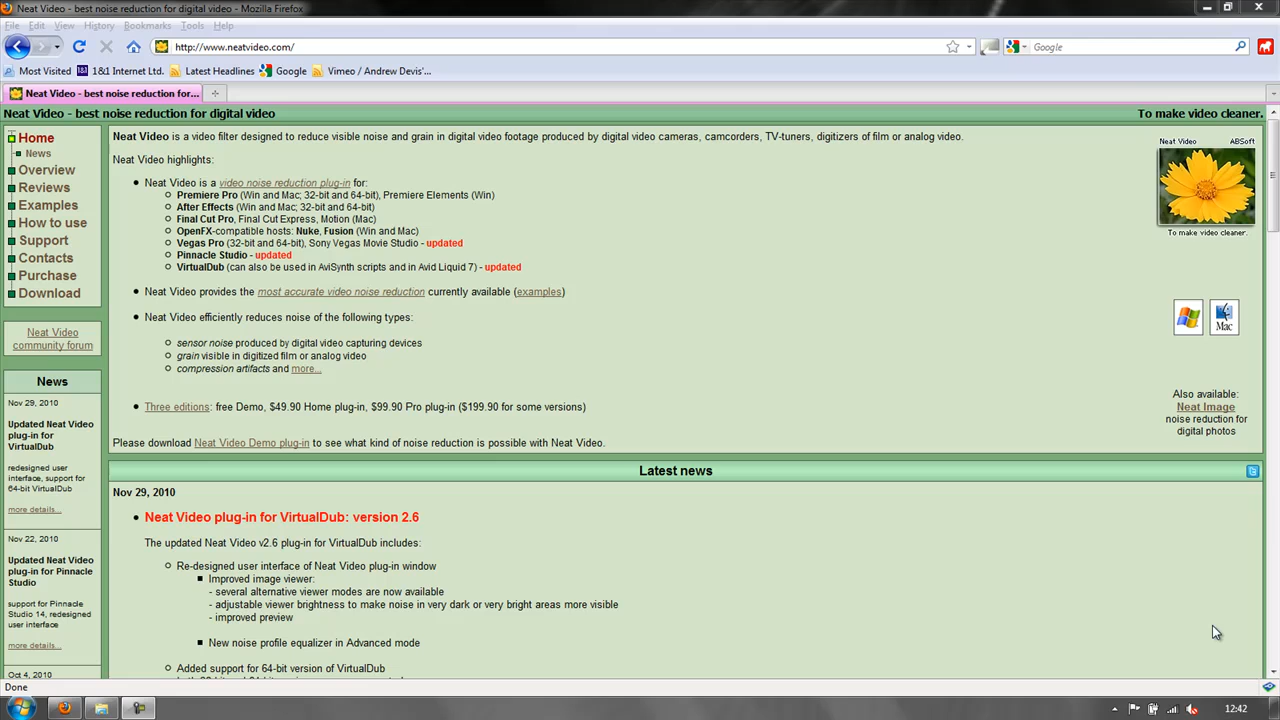 Neat Video - best noise reduction for digital video - Mozilla Firefox
File Edit View History Bookmarks Tools Help
http://www.neatvideo.com/
Google
Most Visited 1&1 Internet Ltd. Latest Headlines Google Vimeo / Andrew Devis'...
Neat Video - best noise reduction for...
Neat Video - best noise reduction for digital video
To make video cleaner.
Home
News
Overview
Reviews
Examples
How to use
Support
Contacts
Purchase
Download
Neat Video
community forum
News
Nov 29, 2010
Updated Neat Video
plug-in for
VirtualDub
redesigned user
interface, support for
64-bit VirtualDub
more details...
Nov 22, 2010
Updated Neat Video
plug-in for Pinnacle
Studio
support for Pinnacle
Studio 14, redesigned
user interface
more details...
Oct 4, 2010
Neat Video is a video filter designed to reduce visible noise and grain in digital video footage produced by digital video cameras, camcorders, TV-tuners, digitizers of film or analog video.
Neat Video highlights:
Neat Video is a video noise reduction plug-in for:
Premiere Pro (Win and Mac; 32-bit and 64-bit), Premiere Elements (Win)
After Effects (Win and Mac; 32-bit and 64-bit)
Final Cut Pro, Final Cut Express, Motion (Mac)
OpenFX-compatible hosts: Nuke, Fusion (Win and Mac)
Vegas Pro (32-bit and 64-bit), Sony Vegas Movie Studio - updated
Pinnacle Studio - updated
VirtualDub (can also be used in AviSynth scripts and in Avid Liquid 7) - updated
Neat Video provides the most accurate video noise reduction currently available (examples)
Neat Video efficiently reduces noise of the following types:
sensor noise produced by digital video capturing devices
grain visible in digitized film or analog video
compression artifacts and more...
Three editions: free Demo, $49.90 Home plug-in, $99.90 Pro plug-in ($199.90 for some versions)
Please download Neat Video Demo plug-in to see what kind of noise reduction is possible with Neat Video.
Neat Video ABSoft
To make video cleaner.
Mac
Also available:
Neat Image
noise reduction for
digital photos
Latest news
Nov 29, 2010
Neat Video plug-in for VirtualDub: version 2.6
The updated Neat Video v2.6 plug-in for VirtualDub includes:
Re-designed user interface of Neat Video plug-in window
Improved image viewer:
- several alternative viewer modes are now available
- adjustable viewer brightness to make noise in very dark or very bright areas more visible
- improved preview
New noise profile equalizer in Advanced mode
Added support for 64-bit version of VirtualDub
Done
12:42